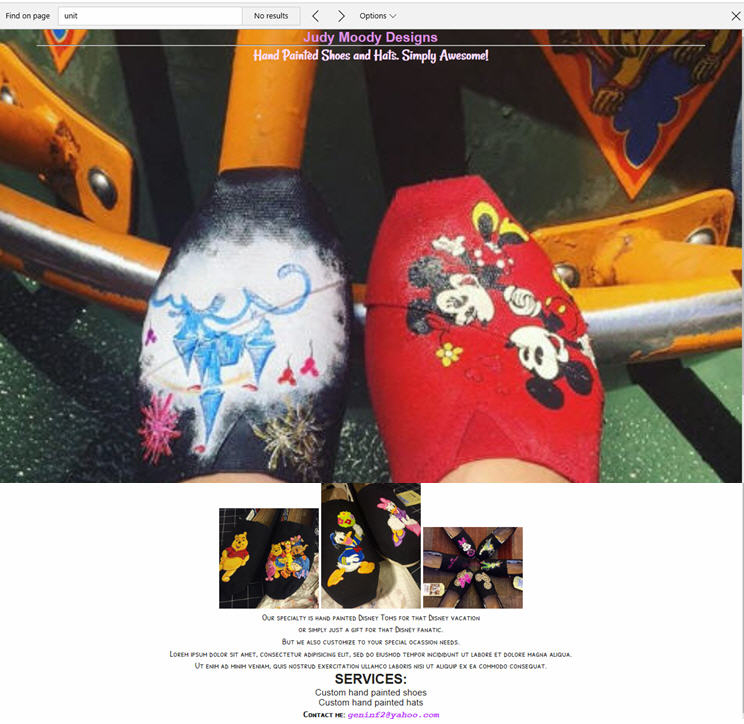 Find on page unit No results Options
Judy Moody Designs
Hand Painted Shoes and Hats. Simply Awesome!
Our specialty is hand painted Disney Toms for that Disney vacation
or simply just a gift for that Disney fanatic.
But we also customize to your special ocassion needs.
Lorem ipsum dolor sit amet, consectetur adipisicing elit, sed do eiusmod tempor incididunt ut labore et dolore magna aliqua.
Ut enim ad minim veniam, quis nostrud exercitation ullamco laboris nisi ut aliquip ex ea commodo consequat.
SERVICES:
Custom hand painted shoes
Custom hand painted hats
Contact me: geninf2@yahoo.com